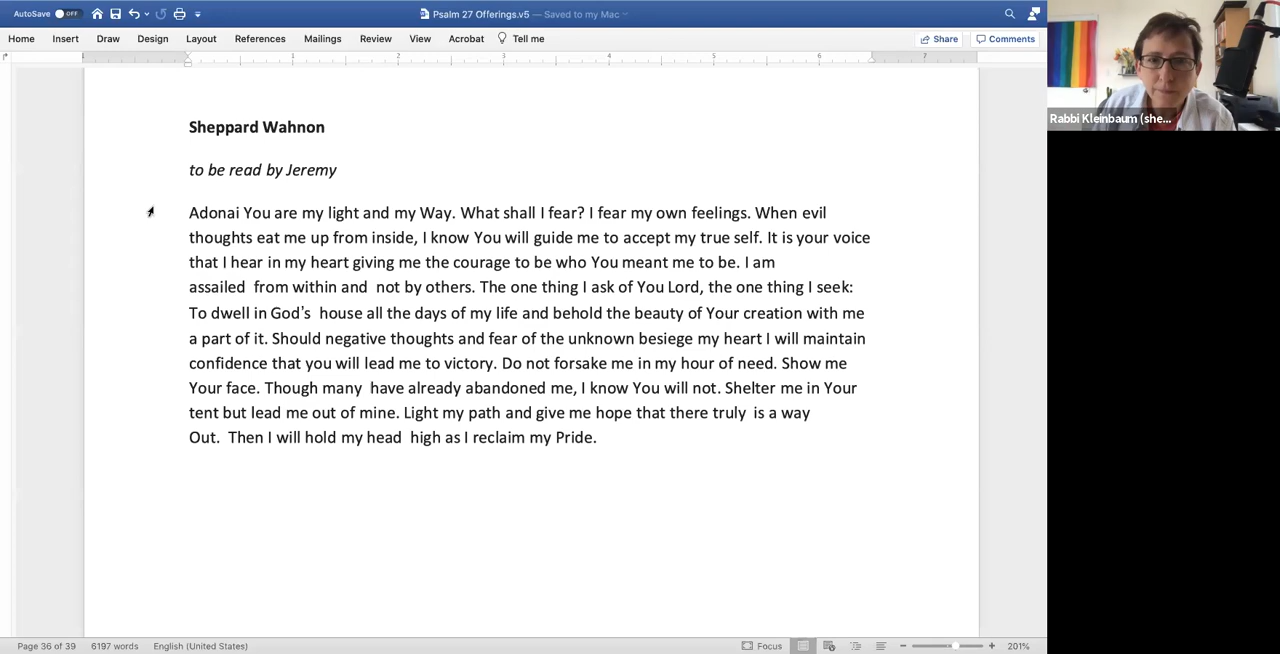 AutoSave OFF
Psalm 27 Offerings.v5 — Saved to my Mac
Home Insert Draw Design Layout References Mailings Review View Acrobat Tell me
Share Comments
1 2 3 4 5 6 7
Sheppard Wahnon
to be read by Jeremy
Adonai You are my light and my Way. What shall I fear? I fear my own feelings. When evil
thoughts eat me up from inside, I know You will guide me to accept my true self. It is your voice
that I hear in my heart giving me the courage to be who You meant me to be. I am
assailed  from within and  not by others. The one thing I ask of You Lord, the one thing I seek:
To dwell in God’s  house all the days of my life and behold the beauty of Your creation with me
a part of it. Should negative thoughts and fear of the unknown besiege my heart I will maintain
confidence that you will lead me to victory. Do not forsake me in my hour of need. Show me
Your face. Though many  have already abandoned me, I know You will not. Shelter me in Your
tent but lead me out of mine. Light my path and give me hope that there truly  is a way
Out.  Then I will hold my head  high as I reclaim my Pride.
Rabbi Kleinbaum (she...
Page 36 of 39 6197 words English (United States) Focus 201%